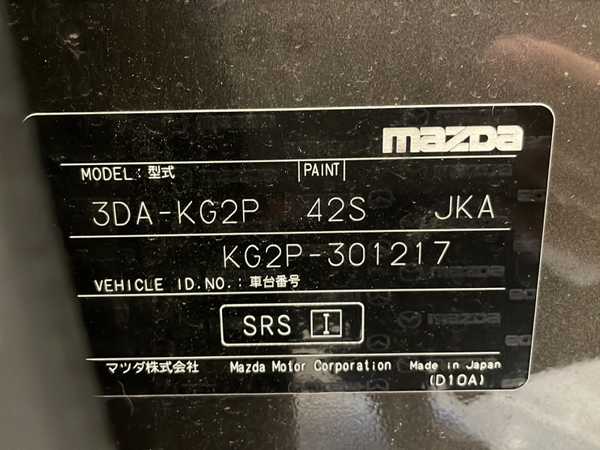 mazda
MODEL:型式 PAINT
3DA-KG2P 42S JKA
KG2P-301217
VEHICLE ID.NO.:車台番号
SRS I
マツダ株式会社 Mazda Motor Corporation Made in Japan
(D10A)